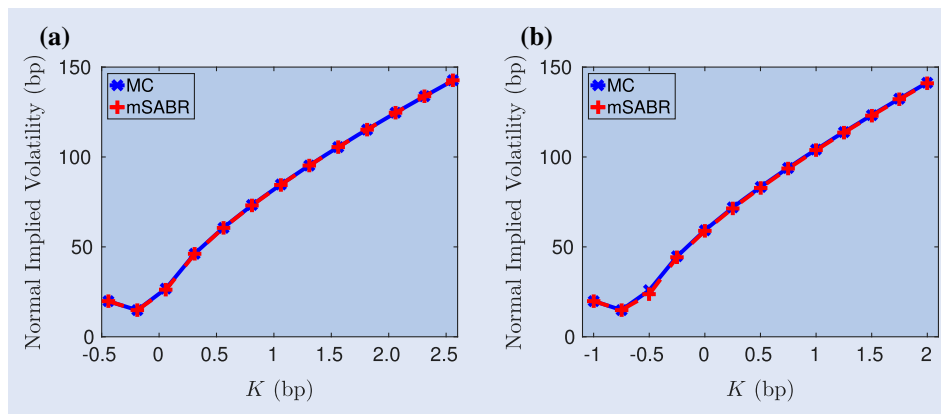 (a)
Normal Implied Volatility (bp)
150
100
50
0
MC
mSABR
-0.5 0 0.5 1 1.5 2.0 2.5
K (bp)
(b)
Normal Implied Volatility (bp)
150
100
50
0
MC
mSABR
-1 -0.5 0 0.5 1 1.5 2
K (bp)